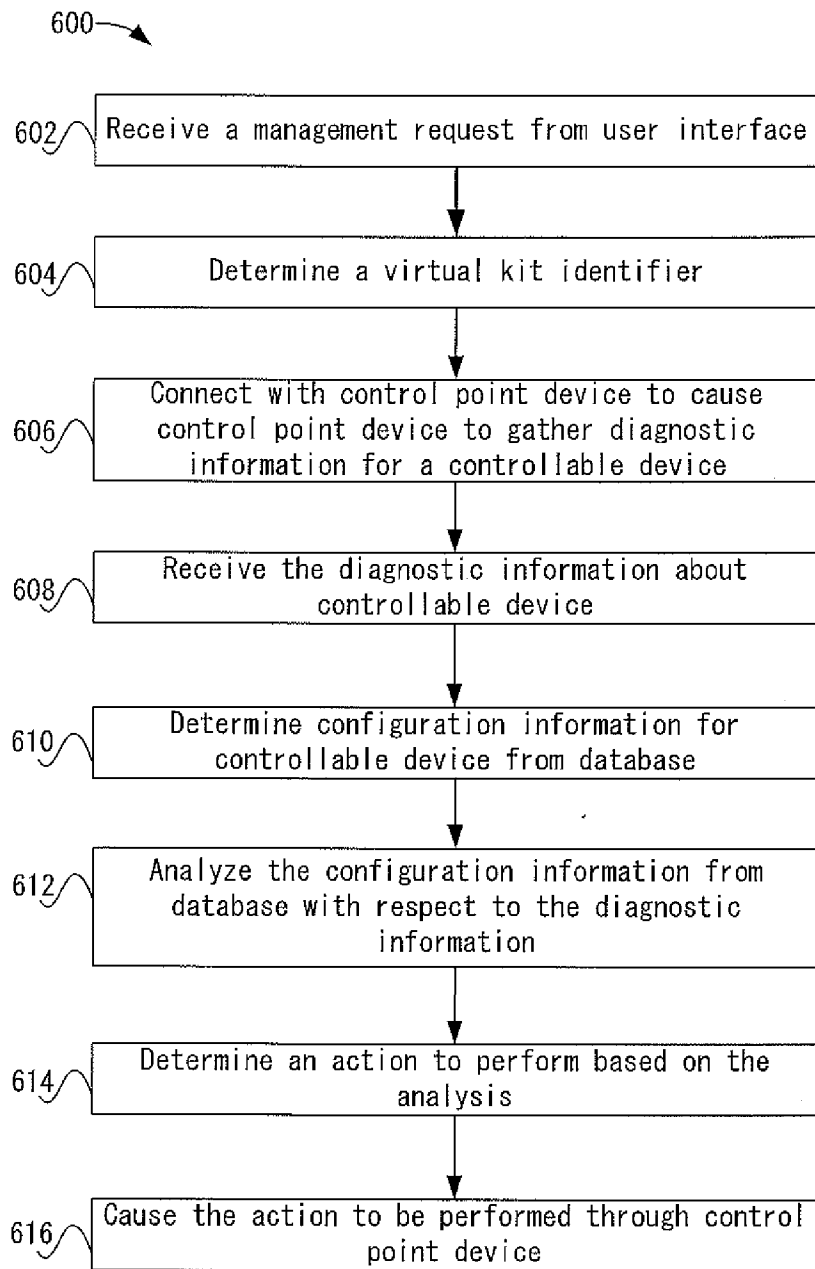 600
602
Receive a management request from user interface
604
Determine a virtual kit identifier
606
Connect with control point device to cause
control point device to gather diagnostic
information for a controllable device
608
Receive the diagnostic information about
controllable device
610
Determine configuration information for
controllable device from database
612
Analyze the configuration information from
database with respect to the diagnostic
information
614
Determine an action to perform based on the
analysis
616
Cause the action to be performed through control
point device